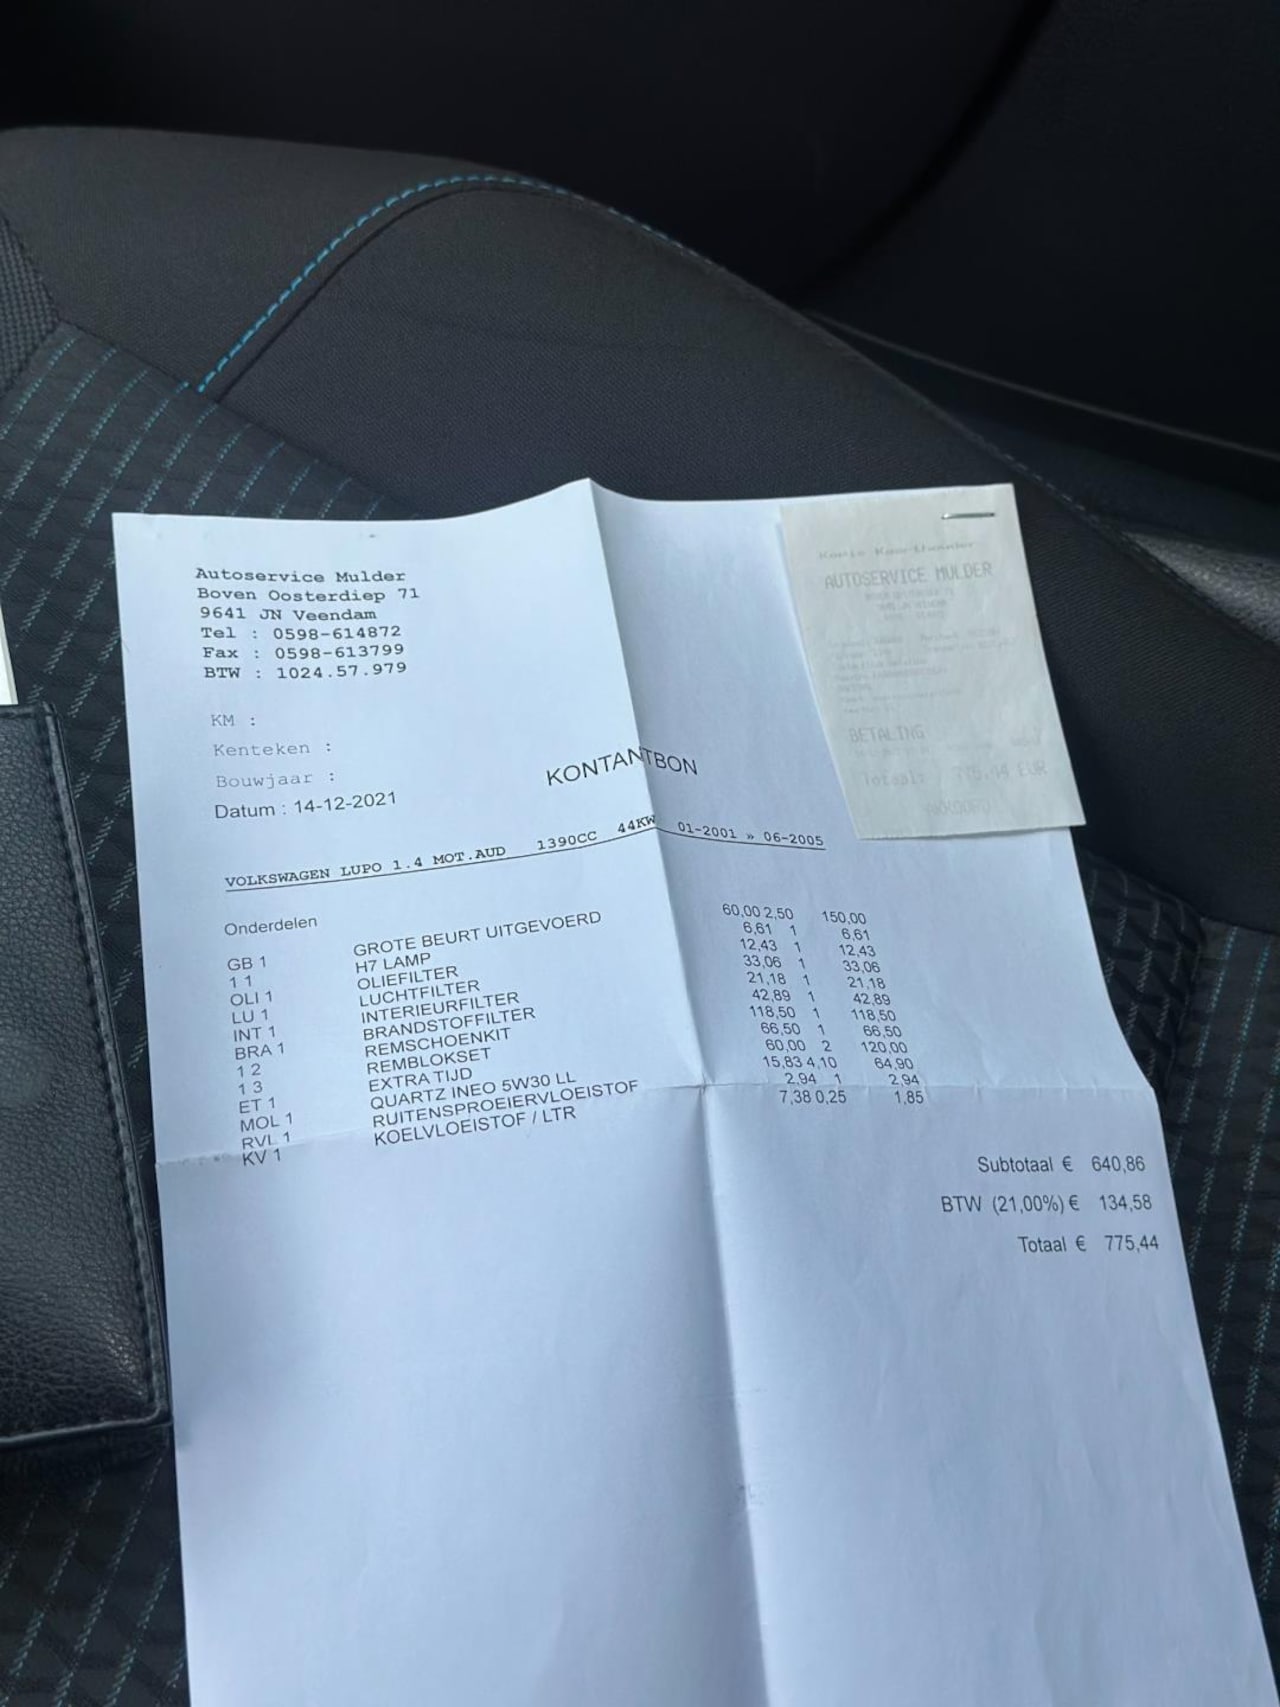 Autoservice Mulder
Boven Oosterdiep 71
9641 JN Veendam
Tel : 0598-614872
Fax : 0598-613799
BTW : 1024.57.979
KM :
Kenteken :
Bouwjaar :
Datum : 14-12-2021
KONTANTBON
Kopie Kaarthouder
AUTOSERVICE MULDER
BETALING
Totaal: 775,44 EUR
AKKOORD
VOLKSWAGEN LUPO 1.4 MOT.AUD 1390CC 44KW 01-2001 » 06-2005
Onderdelen
GB 1 GROTE BEURT UITGEVOERD 60,00 2,50 150,00
1 1 H7 LAMP 6,61 1 6,61
OLI 1 OLIEFILTER 12,43 1 12,43
LU 1 LUCHTFILTER 33,06 1 33,06
INT 1 INTERIEURFILTER 21,18 1 21,18
BRA 1 BRANDSTOFFILTER 42,89 1 42,89
1 2 REMSCHOENKIT 118,50 1 118,50
1 3 REMBLOKSET 66,50 1 66,50
ET 1 EXTRA TIJD 60,00 2 120,00
MOL 1 QUARTZ INEO 5W30 LL 15,83 4,10 64,90
RVL 1 RUITENSPROEIERVLOEISTOF 2,94 1 2,94
KV 1 KOELVLOEISTOF / LTR 7,38 0,25 1,85
Subtotaal € 640,86
BTW (21,00%) € 134,58
Totaal € 775,44